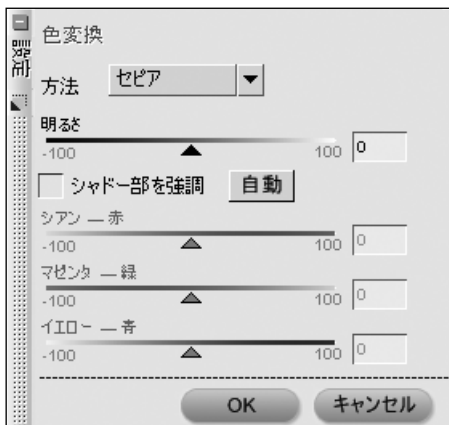 設定
色変換
方法 セピア
明るさ
-100 100 0
シャドー部を強調 自動
シアン — 赤
-100 100 0
マゼンタ — 緑
-100 100 0
イエロー — 青
-100 100 0
OK キャンセル